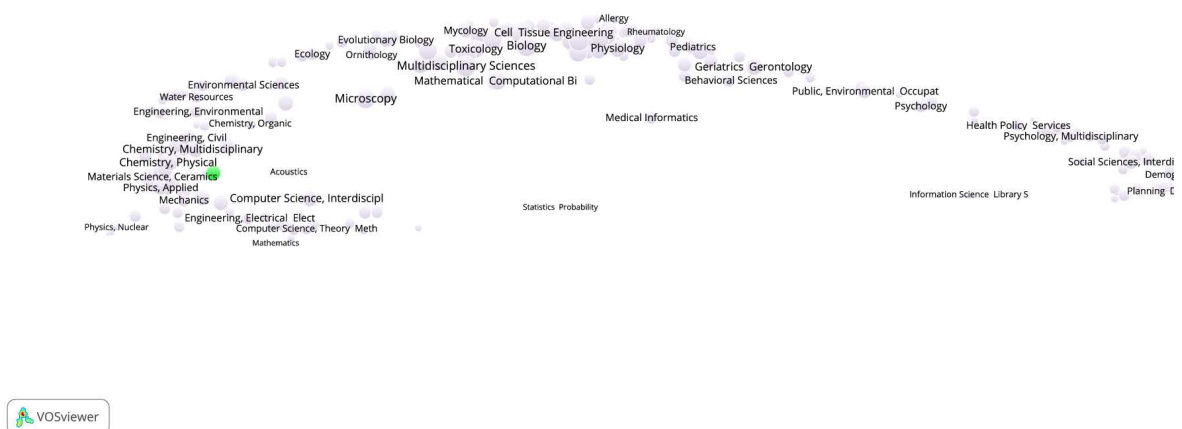 Allergy
Mycology Cell Tissue Engineering Rheumatology
Evolutionary Biology Toxicology Biology Physiology Pediatrics
Ecology Ornithology
Multidisciplinary Sciences Geriatrics Gerontology
Environmental Sciences Mathematical Computational Bi Behavioral Sciences
Water Resources Microscopy Public, Environmental Occupat
Engineering, Environmental Psychology
Chemistry, Organic Medical Informatics Health Policy Services
Engineering, Civil Psychology, Multidisciplinary
Chemistry, Multidisciplinary
Chemistry, Physical Social Sciences, Interdi
Materials Science, Ceramics Acoustics Demog
Physics, Applied Planning D
Mechanics Computer Science, Interdiscipl Information Science Library S
Statistics Probability
Engineering, Electrical Elect
Physics, Nuclear Computer Science, Theory Meth
Mathematics
VOSviewer